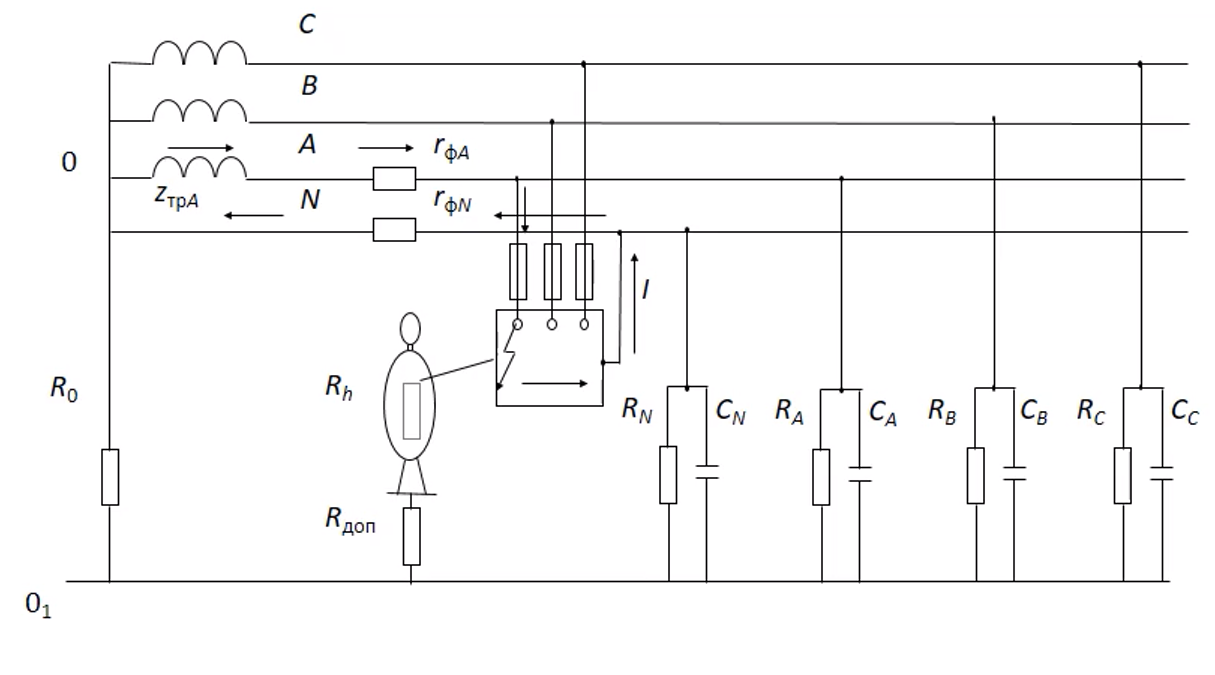 C
B
A
r_фA
0
z_трA
N
r_фN
I
R_0
R_h
R_N
C_N
R_A
C_A
R_B
C_B
R_C
C_C
R_доп
0_1